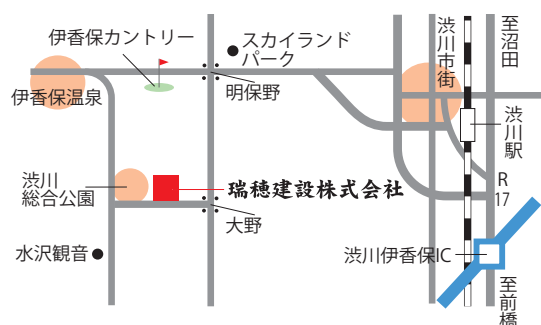 伊香保カントリー
スカイランド
パーク
渋川
市街
至沼田
伊香保温泉
明保野
渋川駅
渋川
総合公園
瑞穂建設株式会社
R
17
大野
水沢観音
渋川伊香保IC
至前橋